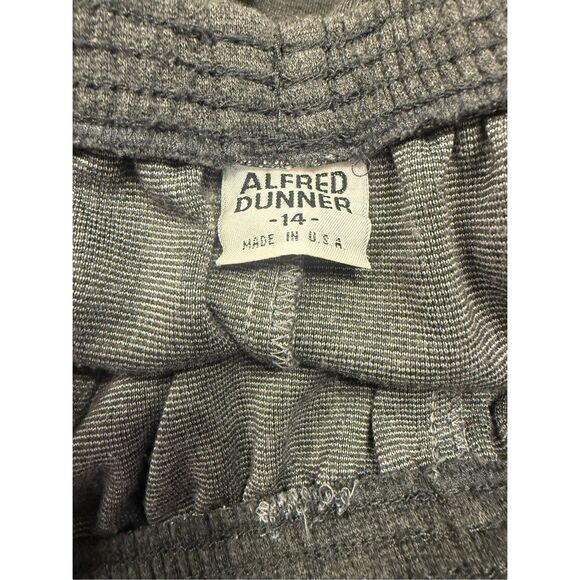 ALFRED
DUNNER
-14-
MADE IN U.S.A